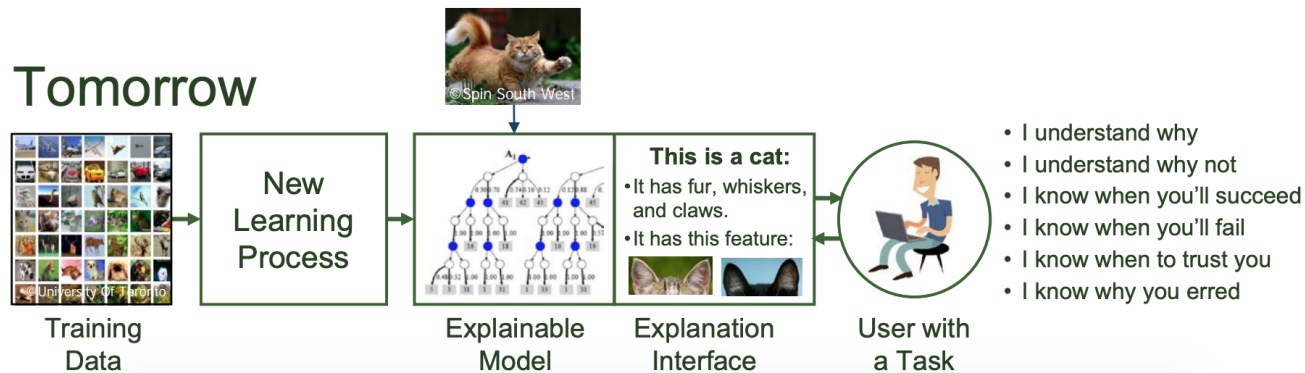 Tomorrow
©Spin South West
©University Of Toronto
New
Learning
Process
A₁
This is a cat:
•It has fur, whiskers,
and claws.
•It has this feature:
• I understand why
• I understand why not
• I know when you’ll succeed
• I know when you’ll fail
• I know when to trust you
• I know why you erred
Training
Data
Explainable
Model
Explanation
Interface
User with
a Task